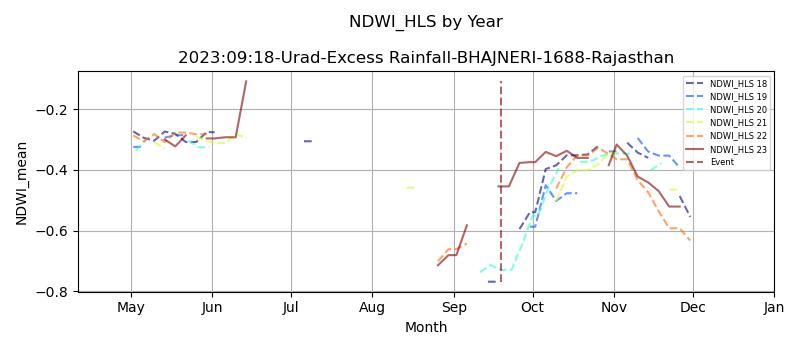 NDWI_HLS by Year
2023:09:18-Urad-Excess Rainfall-BHAJNERI-1688-Rajasthan
NDWI_HLS 18
NDWI_HLS 19
NDWI_HLS 20
NDWI_HLS 21
NDWI_HLS 22
NDWI_HLS 23
Event
NDWI_mean
−0.2
−0.4
−0.6
−0.8
May Jun Jul Aug Sep Oct Nov Dec Jan
Month